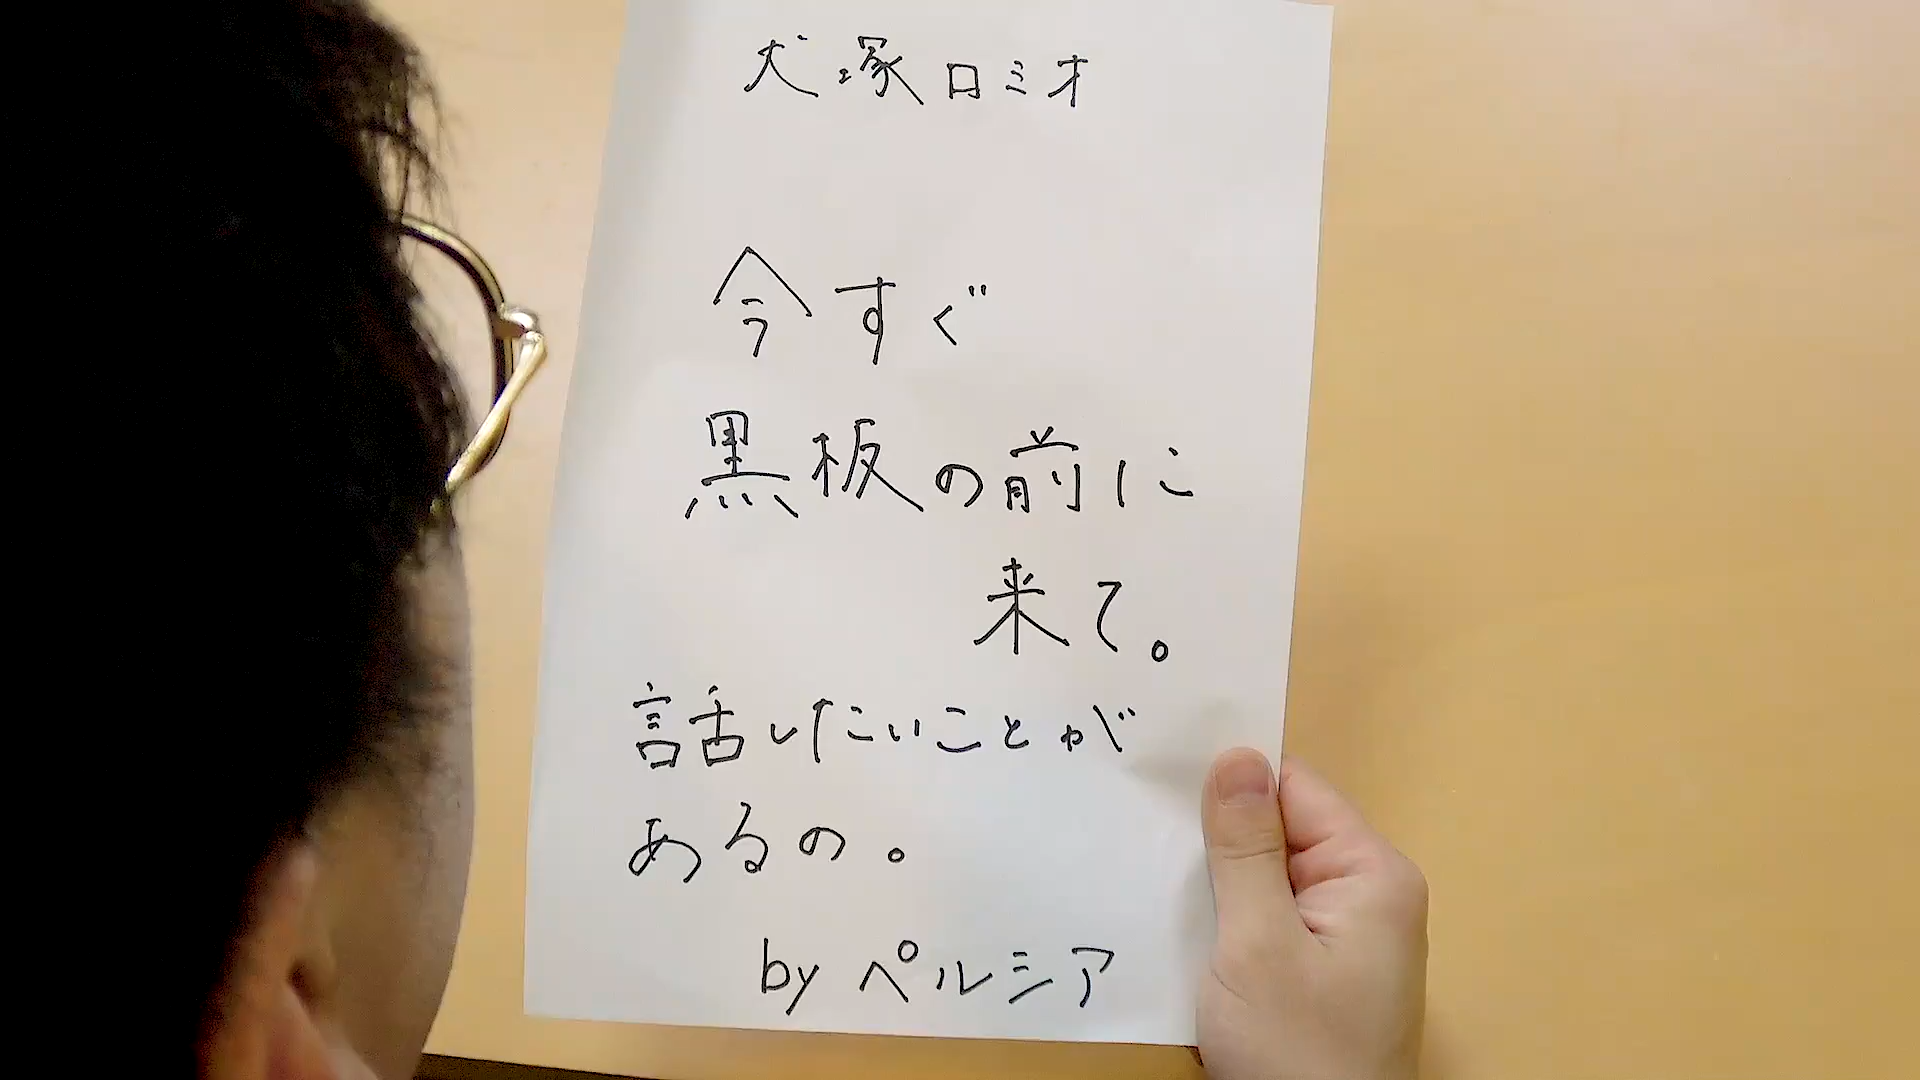 犬塚ロミオ
今すぐ
黒板の前に
来て。
話したいことが
あるの。
by ペルシア